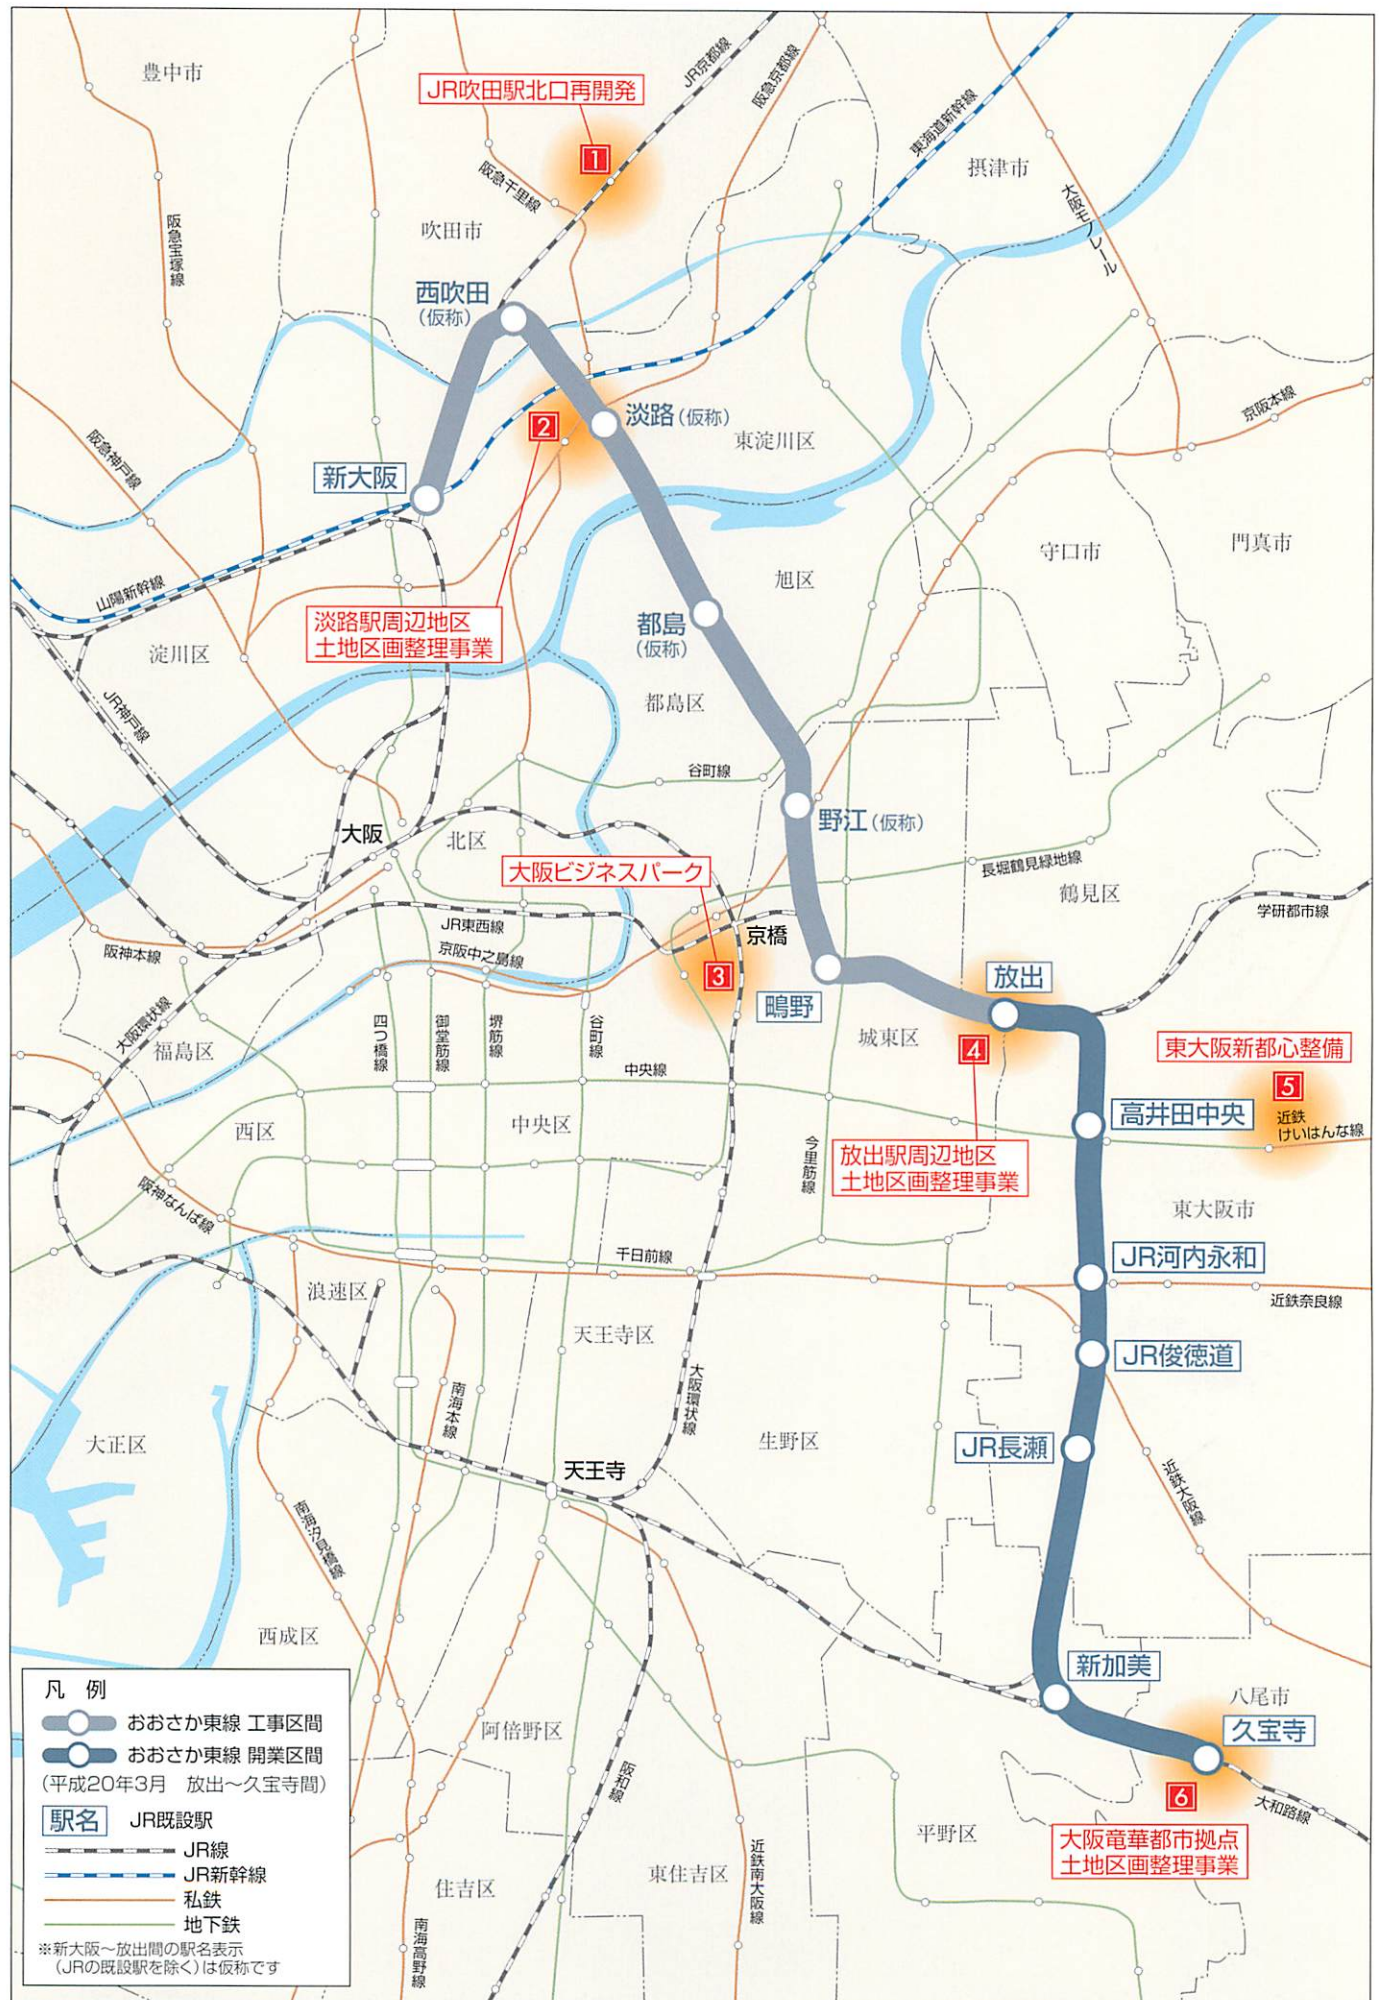 豊中市
JR吹田駅北口再開発
1
JR京都線
阪急京都線
東海道新幹線
摂津市
大阪モノレール
阪急千里線
吹田市
阪急宝塚線
西吹田
(仮称)
2
淡路(仮称)
東淀川区
京阪本線
阪急神戸線
新大阪
守口市
門真市
旭区
山陽新幹線
淡路駅周辺地区
土地区画整理事業
都島
(仮称)
淀川区
都島区
JR神戸線
谷町線
大阪
北区
野江(仮称)
大阪ビジネスパーク
長堀鶴見緑地線
鶴見区
学研都市線
JR東西線
京阪中之島線
阪神本線
京橋
3
鴫野
放出
大阪環状線
福島区
四つ橋線
御堂筋線
堺筋線
谷町線
城東区
4
東大阪新都心整備
5
中央線
近鉄
けいはんな線
高井田中央
西区
中央区
今里筋線
放出駅周辺地区
土地区画整理事業
阪神なんば線
東大阪市
千日前線
JR河内永和
浪速区
近鉄奈良線
天王寺区
JR俊徳道
大阪環状線
南海本線
大正区
生野区
JR長瀬
天王寺
近鉄大阪線
南海汐見橋線
西成区
新加美
八尾市
久宝寺
阿倍野区
阪和線
6
大和路線
平野区
大阪竜華都市拠点
土地区画整理事業
住吉区
東住吉区
近鉄南大阪線
南海高野線
凡 例
おおさか東線 工事区間
おおさか東線 開業区間
(平成20年3月 放出〜久宝寺間)
駅名 JR既設駅
JR線
JR新幹線
私鉄
地下鉄
※新大阪〜放出間の駅名表示
(JRの既設駅を除く)は仮称です